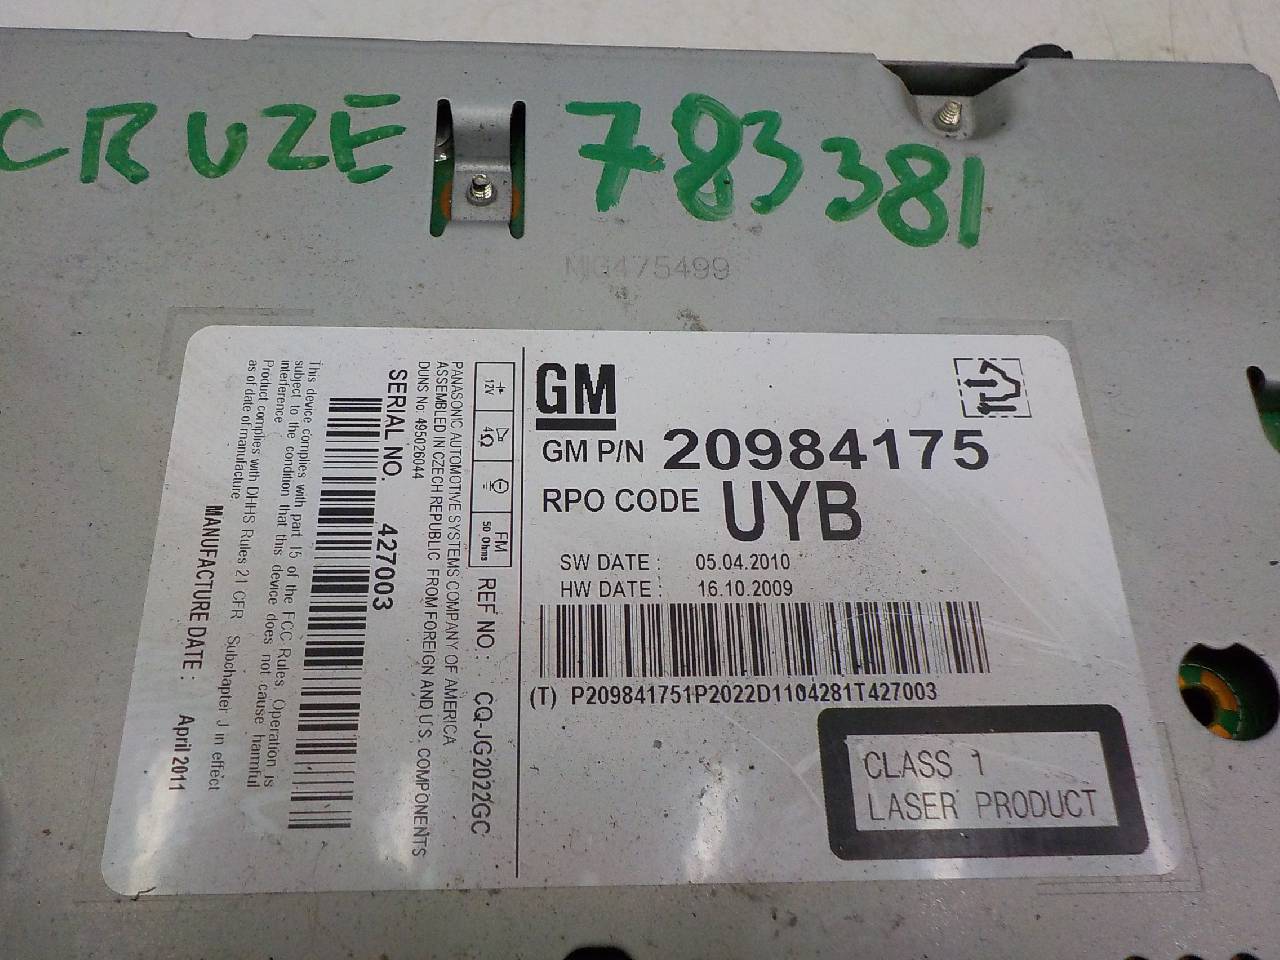 CRUZE 783381
MIG475499
GM
GM P/N 20984175
RPO CODE UYB
SW DATE : 05.04.2010
HW DATE : 16.10.2009
(T) P209841751P2022D1104281T427003
CLASS 1
LASER PRODUCT
12V
4Ω
FM
50 Ohms
REF NO.: CQ-JG2022GC
PANASONIC AUTOMOTIVE SYSTEMS COMPANY OF AMERICA
ASSEMBLED IN CZECH REPUBLIC FROM FOREIGN AND U.S. COMPONENTS
DUNS No: 495026044
SERIAL NO. 427003
This device complies with part 15 of the FCC Rules. Operation is
subject to the condition that this device does not cause harmful
interference
Product complies with DHHS Rules 21 CFR Subchapter J in effect
as of date of manufacture
MANUFACTURE DATE : April 2011